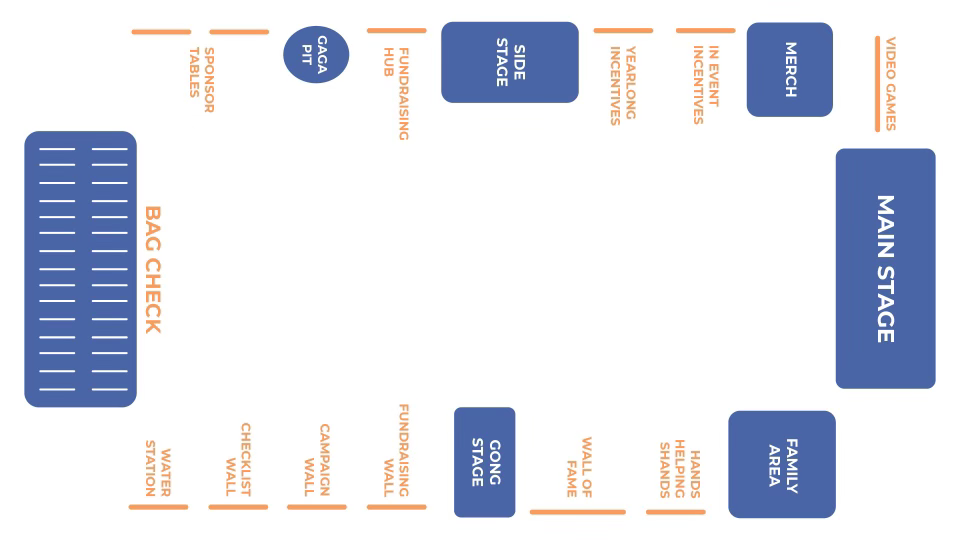 VIDEO GAMES
MERCH
IN EVENT
INCENTIVES
YEARLONG
INCENTIVES
SIDE
STAGE
FUNDRAISING
HUB
GAGA
PIT
SPONSOR
TABLES
MAIN STAGE
BAG CHECK
FAMILY
AREA
HANDS
HELPING
SHANDS
WALL OF
FAME
GONG
STAGE
FUNDRAISING
WALL
CAMPAIGN
WALL
CHECKLIST
WALL
WATER
STATION